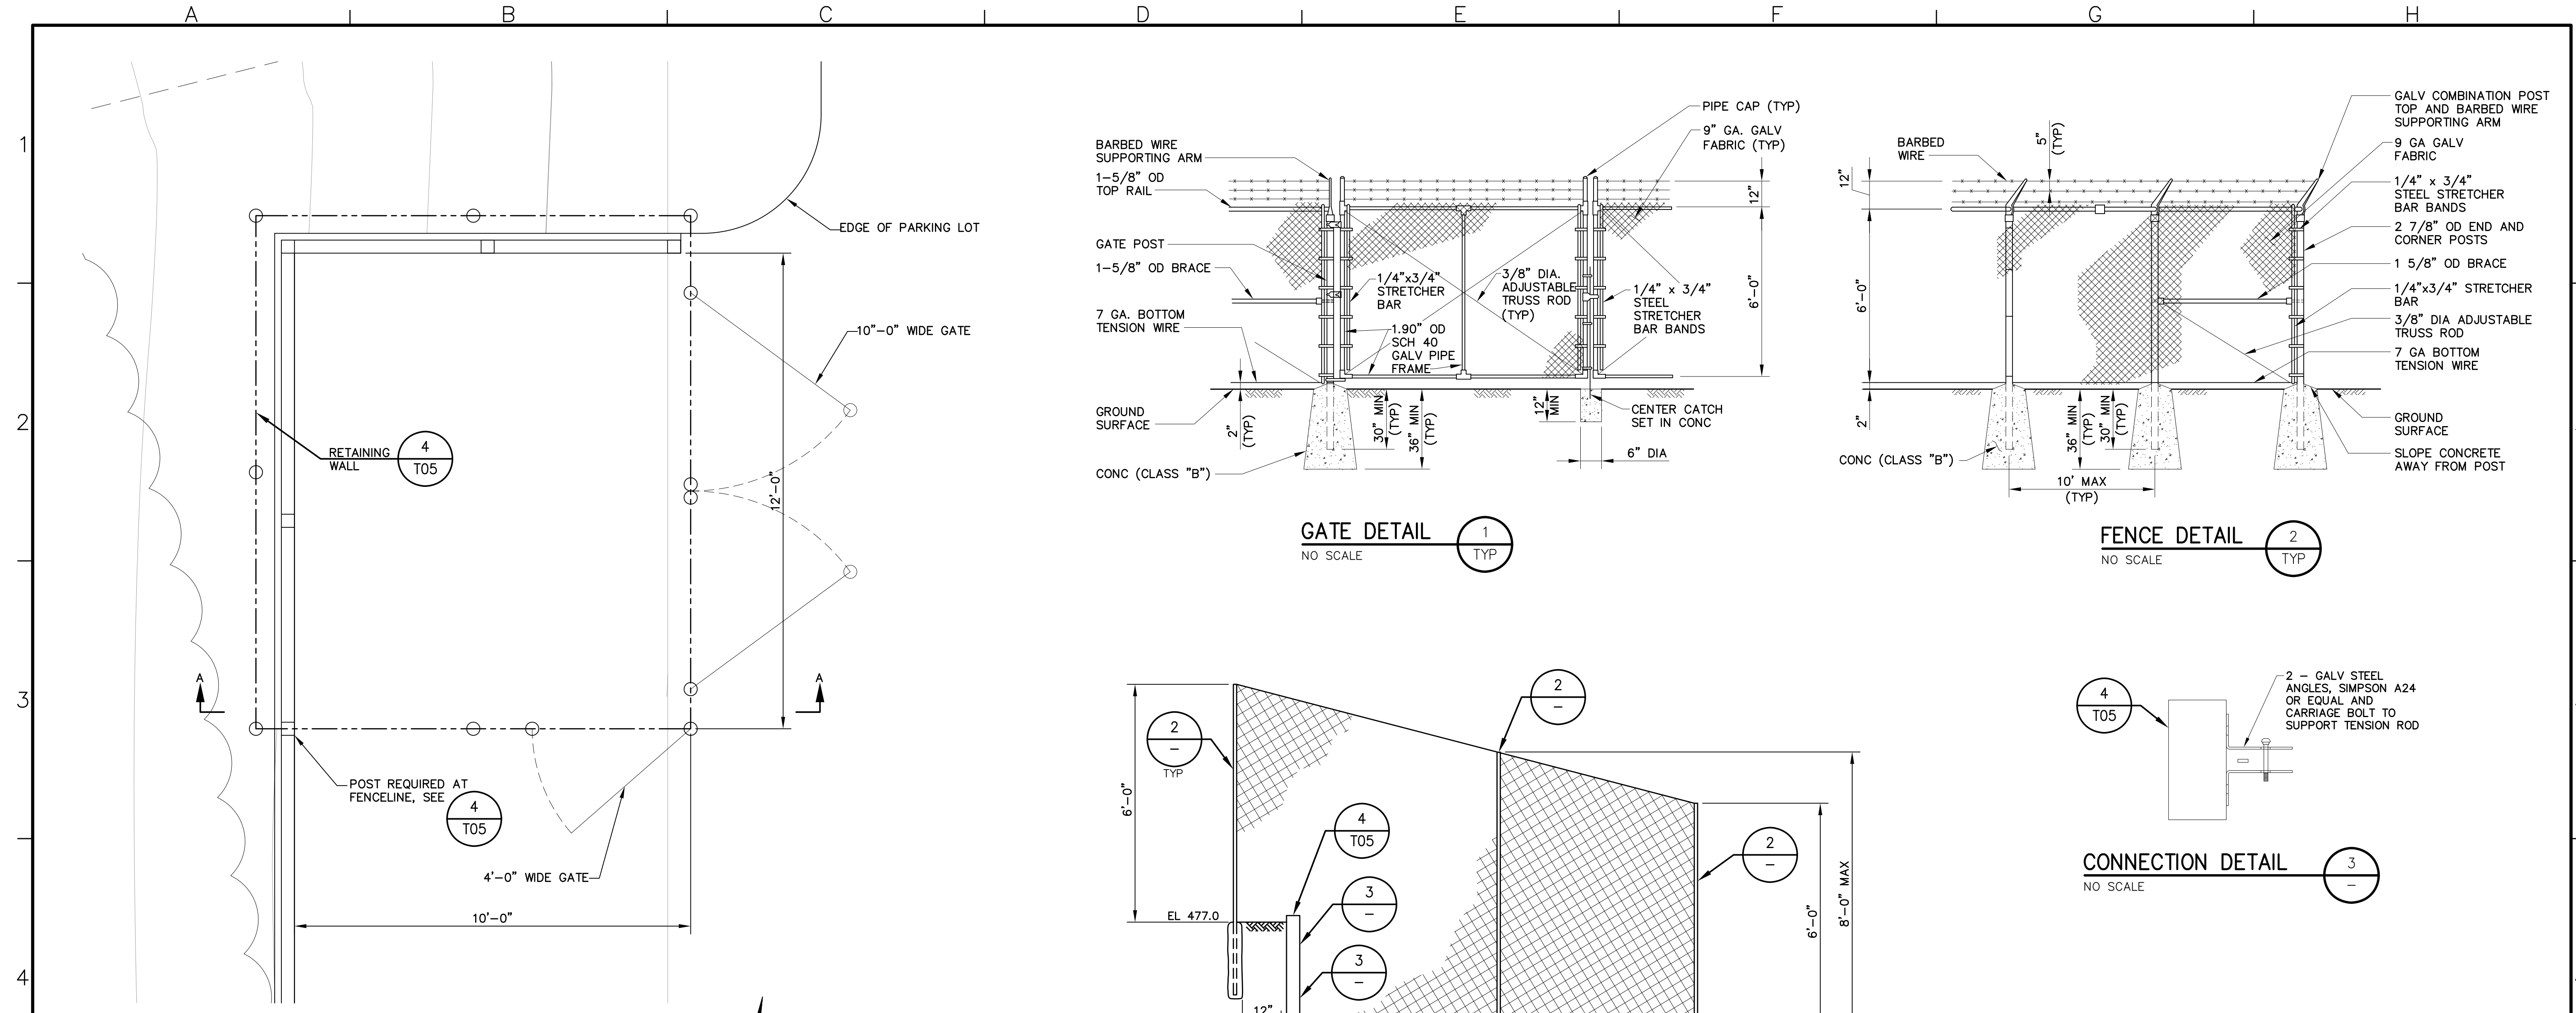 A
B
C
D
E
F
G
H
1
2
3
4
EDGE OF PARKING LOT
10"-0" WIDE GATE
12'-0"
RETAINING
WALL
4
T05
A
A
POST REQUIRED AT
FENCELINE, SEE
4
T05
4'-0" WIDE GATE
10'-0"
BARBED WIRE
SUPPORTING ARM
1-5/8" OD
TOP RAIL
GATE POST
1-5/8" OD BRACE
7 GA. BOTTOM
TENSION WIRE
GROUND
SURFACE
CONC (CLASS "B")
2"
(TYP)
1/4"x3/4"
STRETCHER
BAR
1.90" OD
SCH 40
GALV PIPE
FRAME
3/8" DIA.
ADJUSTABLE
TRUSS ROD
(TYP)
PIPE CAP (TYP)
9" GA. GALV
FABRIC (TYP)
12"
6'-0"
1/4" x 3/4"
STEEL
STRETCHER
BAR BANDS
30" MIN
(TYP)
36" MIN
(TYP)
12"
MIN
CENTER CATCH
SET IN CONC
6" DIA
GATE DETAIL
NO SCALE
1
TYP
BARBED
WIRE
5"
(TYP)
12"
6'-0"
2"
CONC (CLASS "B")
36" MIN
(TYP)
30" MIN
(TYP)
10' MAX
(TYP)
GALV COMBINATION POST
TOP AND BARBED WIRE
SUPPORTING ARM
9 GA GALV
FABRIC
1/4" x 3/4"
STEEL STRETCHER
BAR BANDS
2 7/8" OD END AND
CORNER POSTS
1 5/8" OD BRACE
1/4"x3/4" STRETCHER
BAR
3/8" DIA ADJUSTABLE
TRUSS ROD
7 GA BOTTOM
TENSION WIRE
GROUND
SURFACE
SLOPE CONCRETE
AWAY FROM POST
FENCE DETAIL
NO SCALE
2
TYP
2
–
TYP
6'-0"
EL 477.0
12"
4
T05
3
–
3
–
2
–
2
–
6'-0"
8'-0" MAX
4
T05
2 - GALV STEEL
ANGLES, SIMPSON A24
OR EQUAL AND
CARRIAGE BOLT TO
SUPPORT TENSION ROD
CONNECTION DETAIL
NO SCALE
3
–